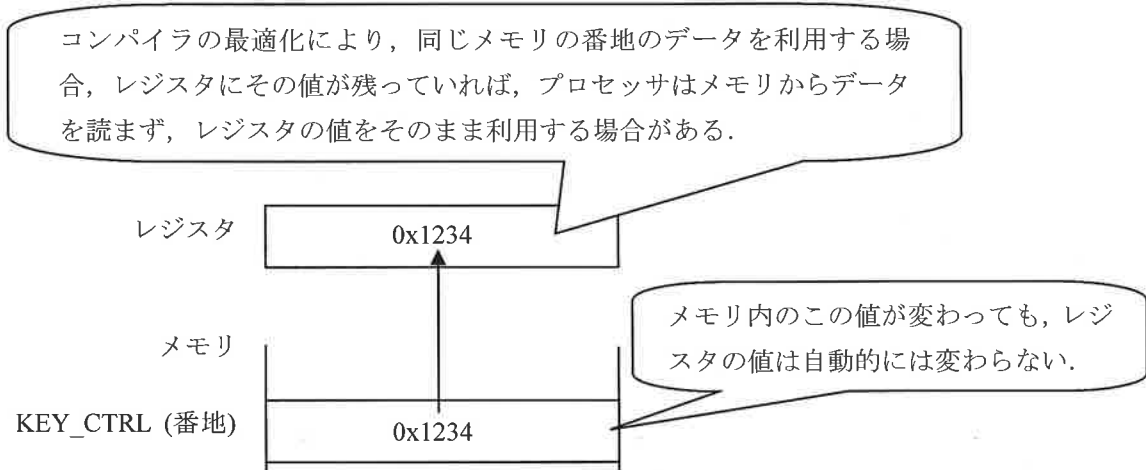 コンパイラの最適化により，同じメモリの番地のデータを利用する場
合，レジスタにその値が残っていれば，プロセッサはメモリからデータ
を読まず，レジスタの値をそのまま利用する場合がある．
レジスタ
0x1234
メモリ内のこの値が変わっても，レジ
スタの値は自動的には変わらない．
メモリ
KEY_CTRL (番地)
0x1234